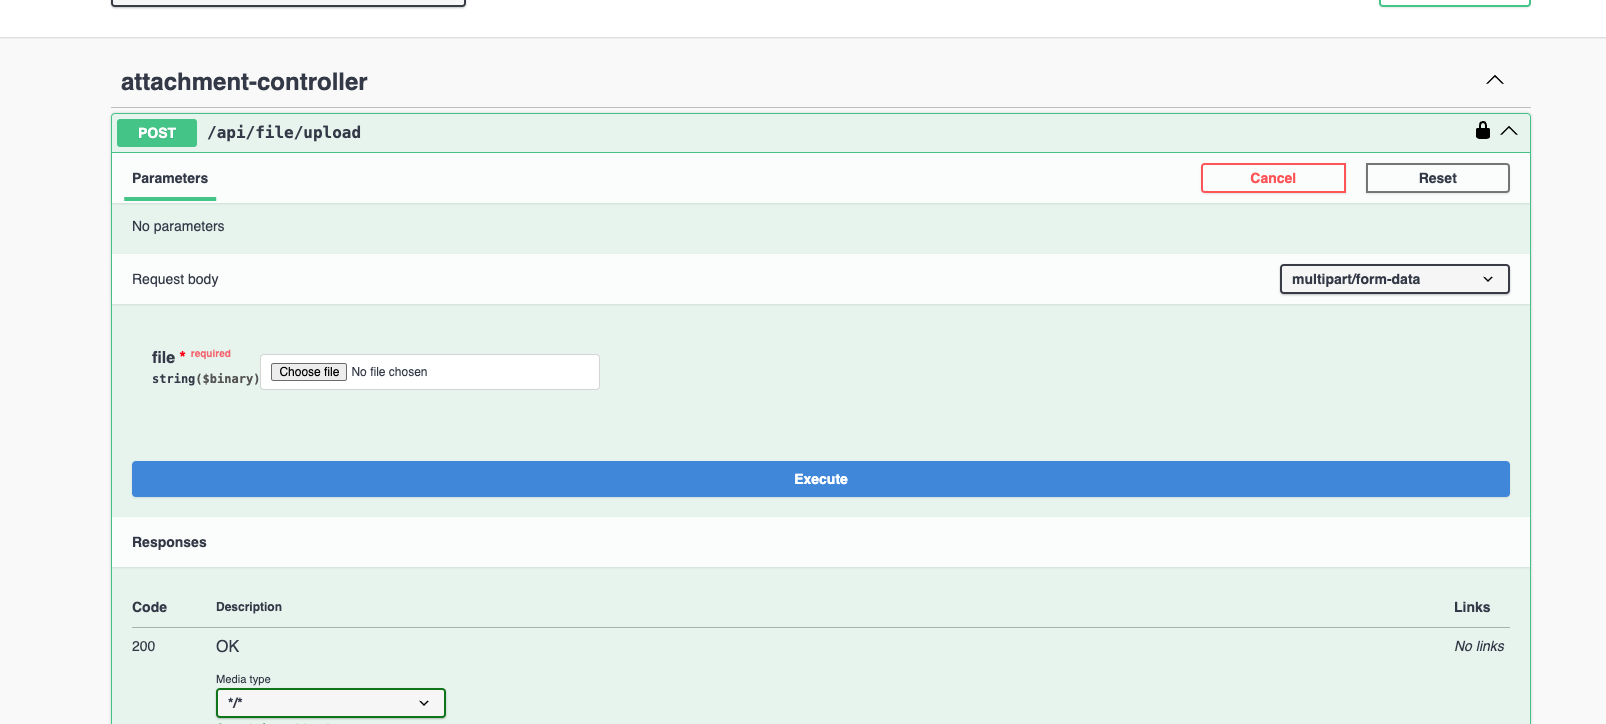 attachment-controller
POST /api/file/upload
Parameters
Cancel
Reset
No parameters
Request body
multipart/form-data
file * required
string($binary)
Choose file No file chosen
Execute
Responses
Code Description Links
200 OK No links
Media type
*/*